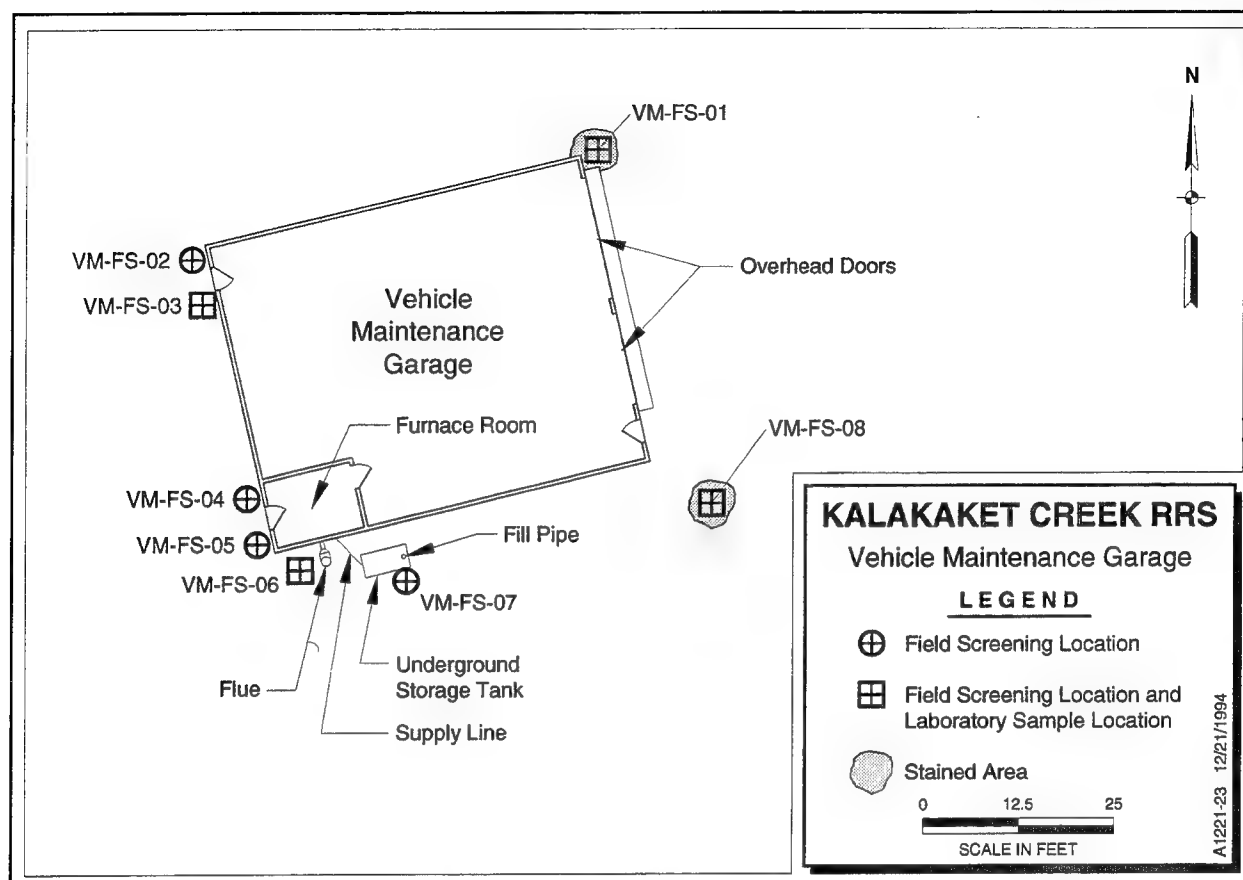 N
VM-FS-01
VM-FS-02
VM-FS-03
Overhead Doors
Vehicle
Maintenance
Garage
Furnace Room
VM-FS-08
VM-FS-04
VM-FS-05
Fill Pipe
VM-FS-06
VM-FS-07
Underground
Storage Tank
Flue
Supply Line
KALAKAKET CREEK RRS
Vehicle Maintenance Garage
LEGEND
Field Screening Location
Field Screening Location and
Laboratory Sample Location
Stained Area
0 12.5 25
SCALE IN FEET
A1221-23 12/21/1994